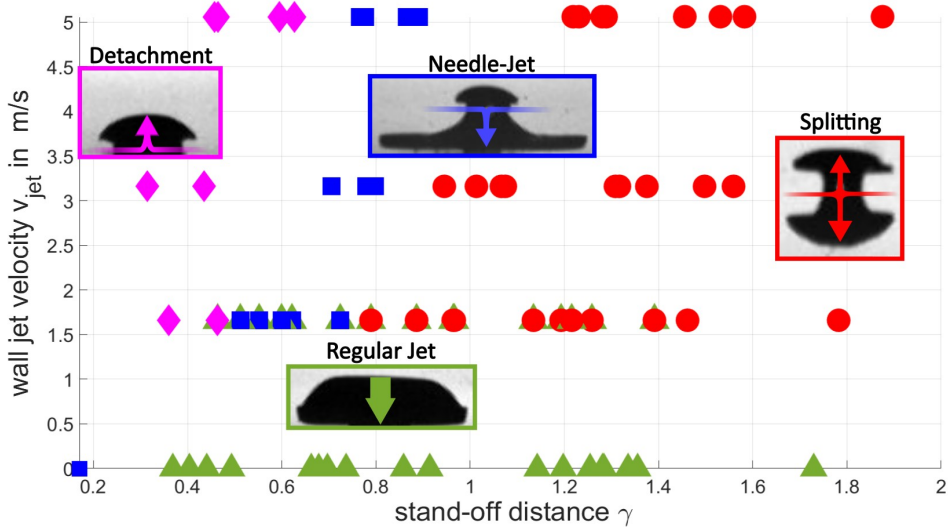 5
4.5
4
3.5
3
2.5
2
1.5
1
0.5
0
wall jet velocity v_jet in m/s
Detachment
Needle-Jet
Splitting
Regular Jet
0.2 0.4 0.6 0.8 1 1.2 1.4 1.6 1.8 2
stand-off distance γ